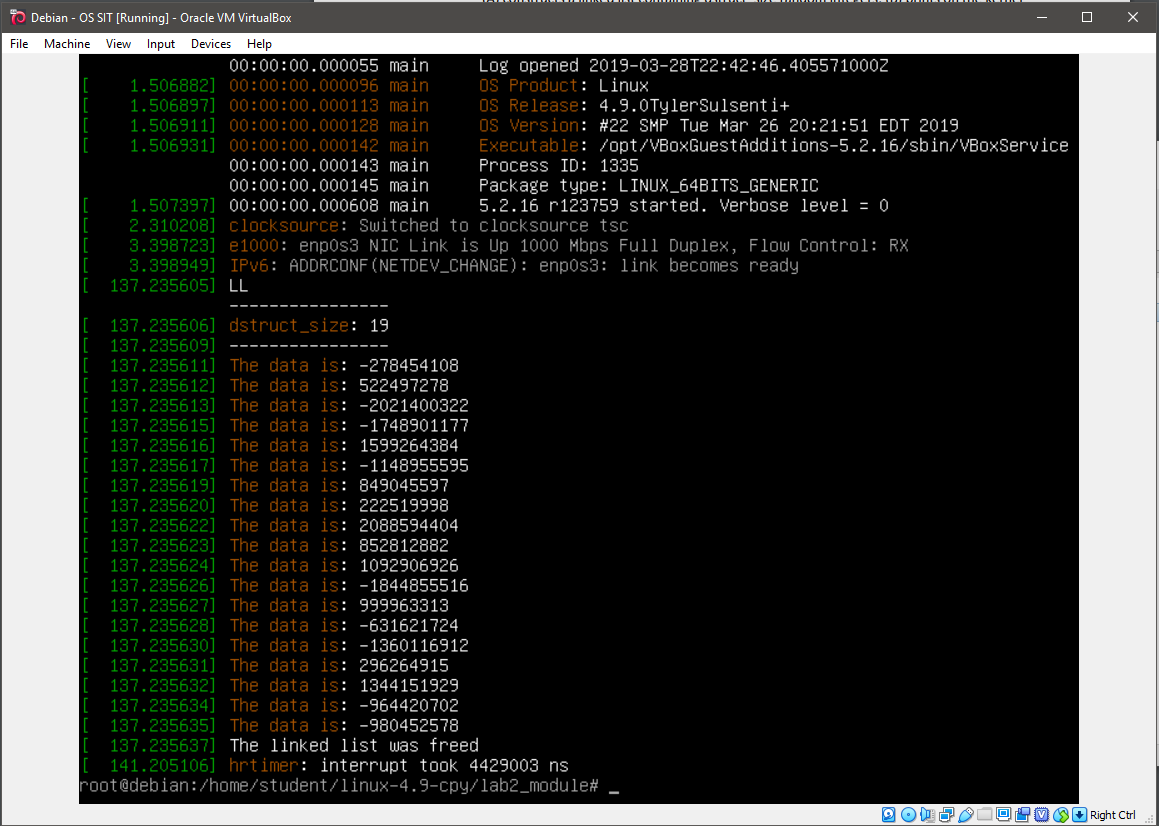 Debian - OS SIT [Running] - Oracle VM VirtualBox
File Machine View Input Devices Help
00:00:00.000055 main Log opened 2019-03-28T22:42:46.405571000Z
[ 1.506882] 00:00:00.000096 main OS Product: Linux
[ 1.506897] 00:00:00.000113 main OS Release: 4.9.0TylerSulsenti+
[ 1.506911] 00:00:00.000128 main OS Version: #22 SMP Tue Mar 26 20:21:51 EDT 2019
[ 1.506931] 00:00:00.000142 main Executable: /opt/VBoxGuestAdditions-5.2.16/sbin/VBoxService
00:00:00.000143 main Process ID: 1335
00:00:00.000145 main Package type: LINUX_64BITS_GENERIC
[ 1.507397] 00:00:00.000608 main 5.2.16 r123759 started. Verbose level = 0
[ 2.310208] clocksource: Switched to clocksource tsc
[ 3.398723] e1000: enp0s3 NIC Link is Up 1000 Mbps Full Duplex, Flow Control: RX
[ 3.398949] IPv6: ADDRCONF(NETDEV_CHANGE): enp0s3: link becomes ready
[ 137.235605] LL
----------------
[ 137.235606] dstruct_size: 19
[ 137.235609] ----------------
[ 137.235611] The data is: -278454108
[ 137.235612] The data is: 522497278
[ 137.235613] The data is: -2021400322
[ 137.235615] The data is: -1748901177
[ 137.235616] The data is: 1599264384
[ 137.235617] The data is: -1148955595
[ 137.235619] The data is: 849045597
[ 137.235620] The data is: 222519998
[ 137.235622] The data is: 2088594404
[ 137.235623] The data is: 852812882
[ 137.235624] The data is: 1092906926
[ 137.235626] The data is: -1844855516
[ 137.235627] The data is: 999963313
[ 137.235628] The data is: -631621724
[ 137.235630] The data is: -1360116912
[ 137.235631] The data is: 296264915
[ 137.235632] The data is: 1344151929
[ 137.235634] The data is: -964420702
[ 137.235635] The data is: -980452578
[ 137.235637] The linked list was freed
[ 141.205106] hrtimer: interrupt took 4429003 ns
root@debian:/home/student/linux-4.9-cpy/lab2_module# _
Right Ctrl